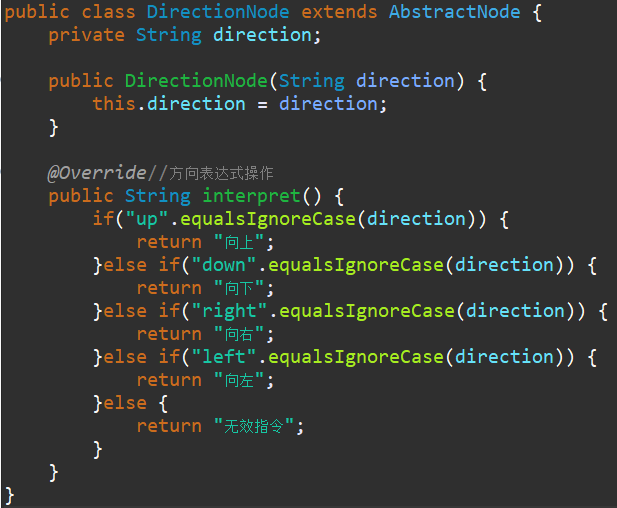 public class DirectionNode extends AbstractNode {
    private String direction;

    public DirectionNode(String direction) {
        this.direction = direction;
    }

    @Override//方向表达式操作
    public String interpret() {
        if("up".equalsIgnoreCase(direction)) {
            return "向上";
        }else if("down".equalsIgnoreCase(direction)) {
            return "向下";
        }else if("right".equalsIgnoreCase(direction)) {
            return "向右";
        }else if("left".equalsIgnoreCase(direction)) {
            return "向左";
        }else {
            return "无效指令";
        }
    }
}